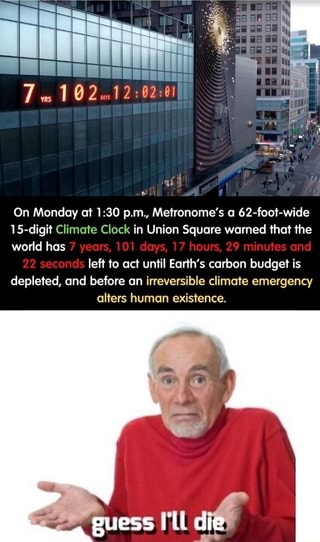 7 YRS 102 DAYS 12:02:01
On Monday at 1:30 p.m., Metronome's a 62-foot-wide
15-digit Climate Clock in Union Square warned that the
world has 7 years, 101 days, 17 hours, 29 minutes and
22 seconds left to act until Earth's carbon budget is
depleted, and before an irreversible climate emergency
alters human existence.
guess I'll die